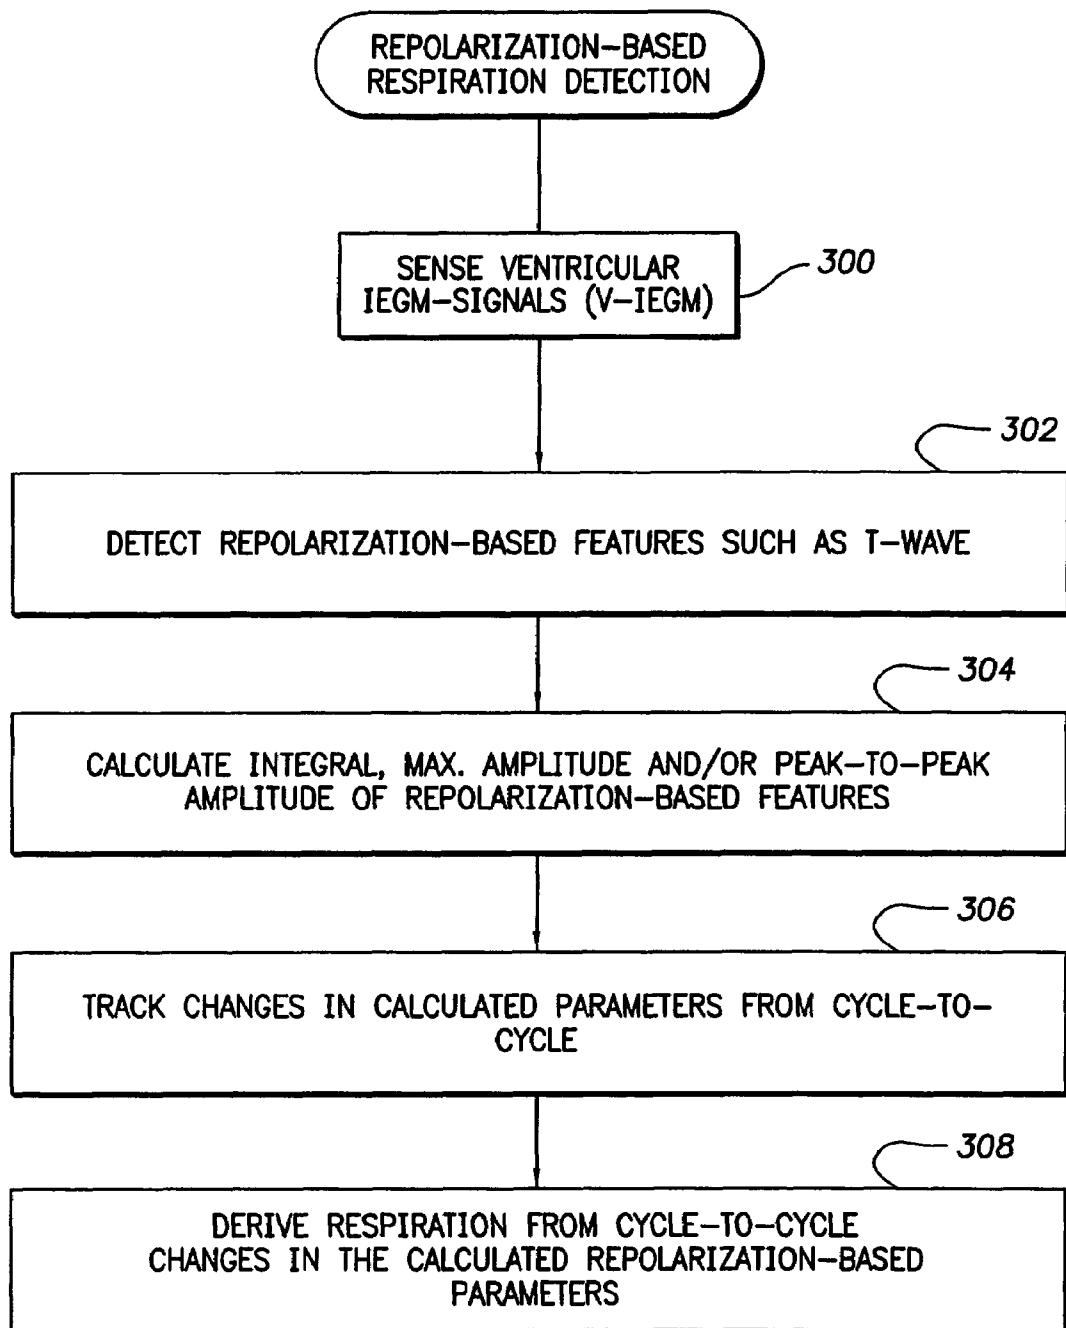 REPOLARIZATION-BASED
RESPIRATION DETECTION
SENSE VENTRICULAR
IEGM-SIGNALS (V-IEGM)
300
302
DETECT REPOLARIZATION-BASED FEATURES SUCH AS T-WAVE
304
CALCULATE INTEGRAL, MAX. AMPLITUDE AND/OR PEAK-TO-PEAK
AMPLITUDE OF REPOLARIZATION-BASED FEATURES
306
TRACK CHANGES IN CALCULATED PARAMETERS FROM CYCLE-TO-
CYCLE
308
DERIVE RESPIRATION FROM CYCLE-TO-CYCLE
CHANGES IN THE CALCULATED REPOLARIZATION-BASED
PARAMETERS